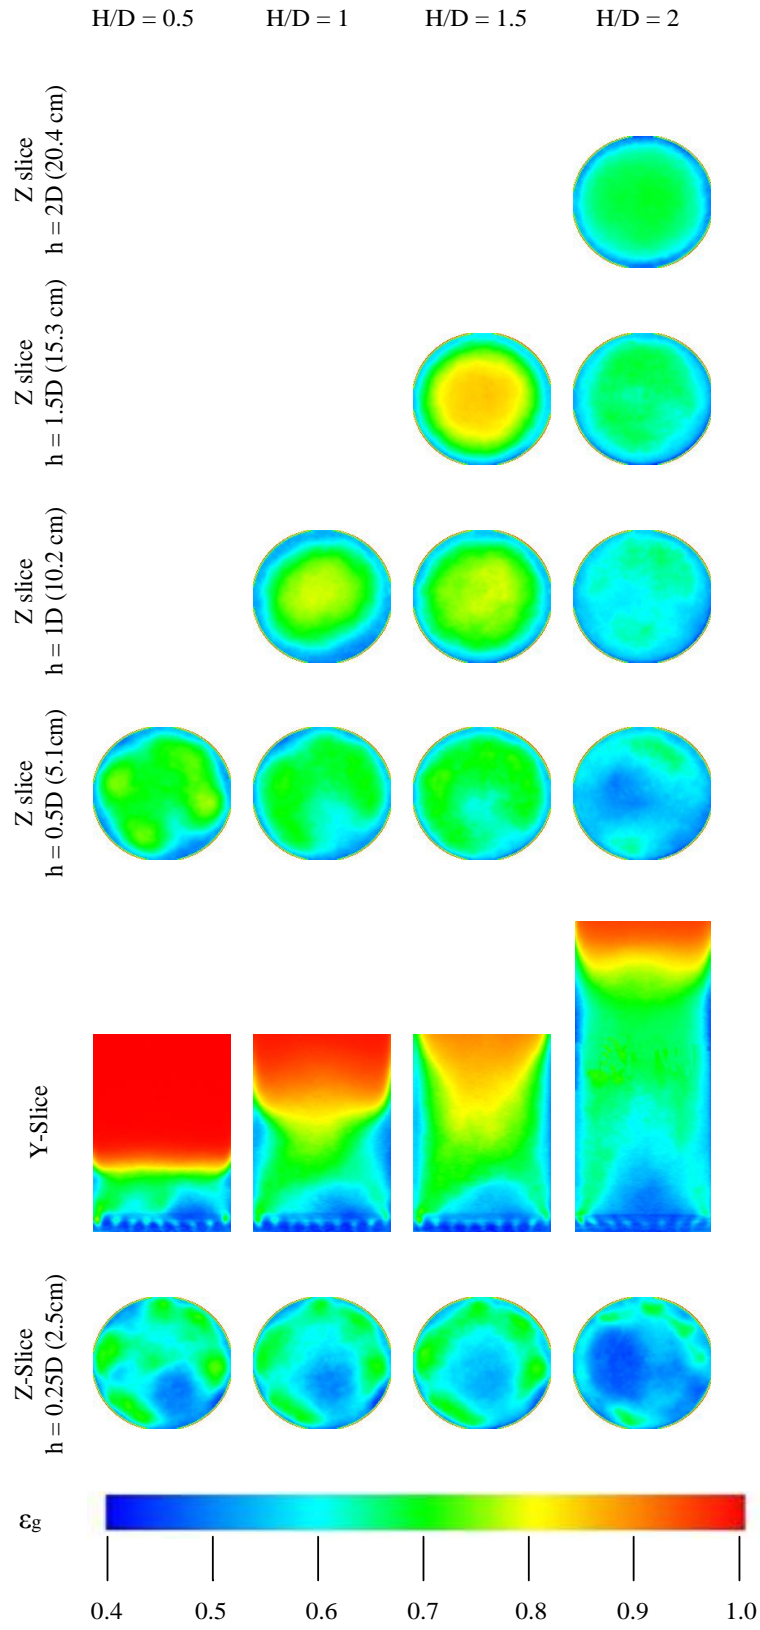 H/D = 0.5 H/D = 1 H/D = 1.5 H/D = 2
Z slice
h = 2D (20.4 cm)
Z slice
h = 1.5D (15.3 cm)
Z slice
h = 1D (10.2 cm)
Z slice
h = 0.5D (5.1cm)
Y-Slice
Z-Slice
h = 0.25D (2.5cm)
εg
0.4 0.5 0.6 0.7 0.8 0.9 1.0